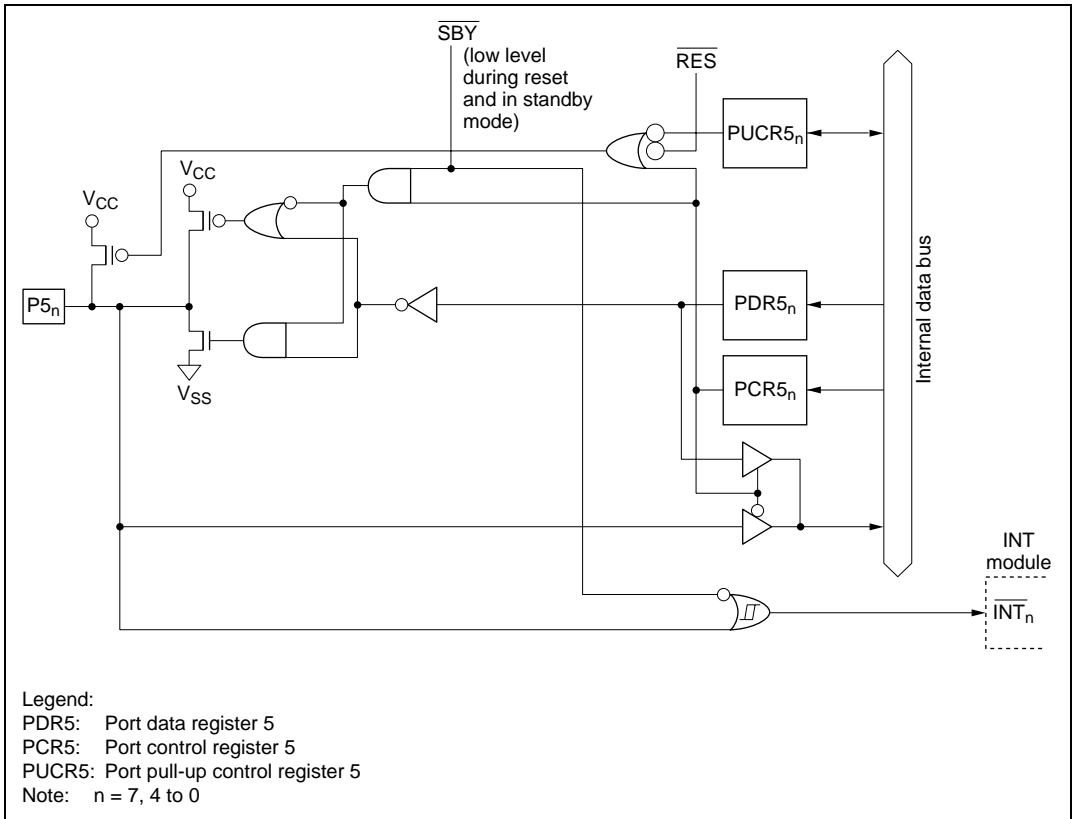 SBY
(low level
during reset
and in standby
mode)
RES
PUCR5n
VCC
VCC
P5n
VSS
PDR5n
PCR5n
Internal data bus
INT
module
INTn
Legend:
PDR5: Port data register 5
PCR5: Port control register 5
PUCR5: Port pull-up control register 5
Note: n = 7, 4 to 0